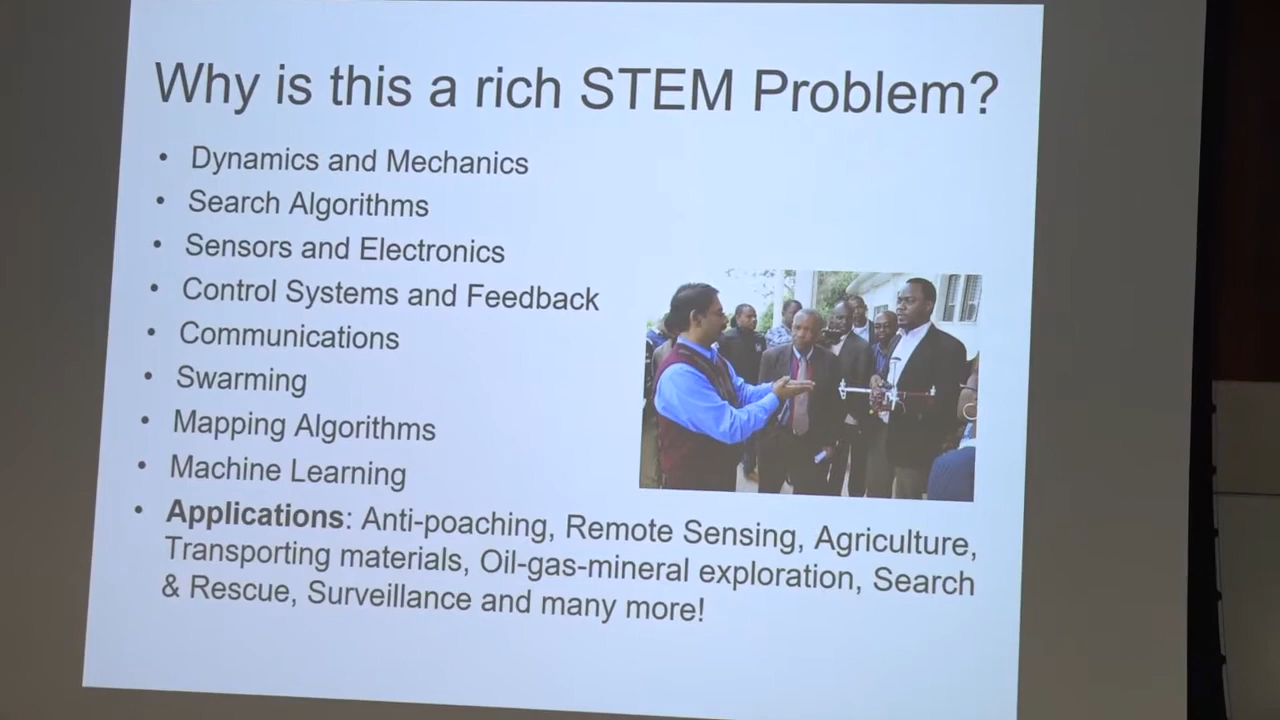 Why is this a rich STEM Problem?
• Dynamics and Mechanics
• Search Algorithms
• Sensors and Electronics
• Control Systems and Feedback
• Communications
• Swarming
• Mapping Algorithms
• Machine Learning
• Applications: Anti-poaching, Remote Sensing, Agriculture,
Transporting materials, Oil-gas-mineral exploration, Search
& Rescue, Surveillance and many more!